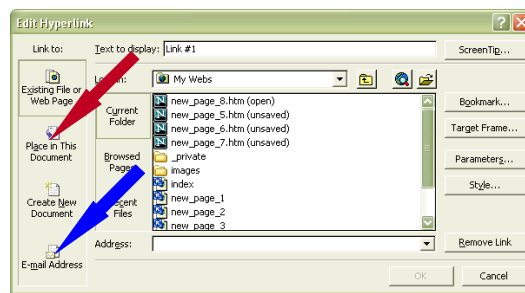 Edit Hyperlink
Link to:
Text to display: Link #1
ScreenTip...
Existing File or
Web Page
My Webs
Current
Folder
new_page_8.htm (open)
new_page_5.htm (unsaved)
new_page_6.htm (unsaved)
new_page_7.htm (unsaved)
_private
images
index
new_page_1
new_page_2
new_page_3
Bookmark...
Target Frame...
Place in This
Document
Browsed
Pages
Parameters...
Style...
Create New
Document
Files
Address:
Remove Link
E-mail Address
OK
Cancel